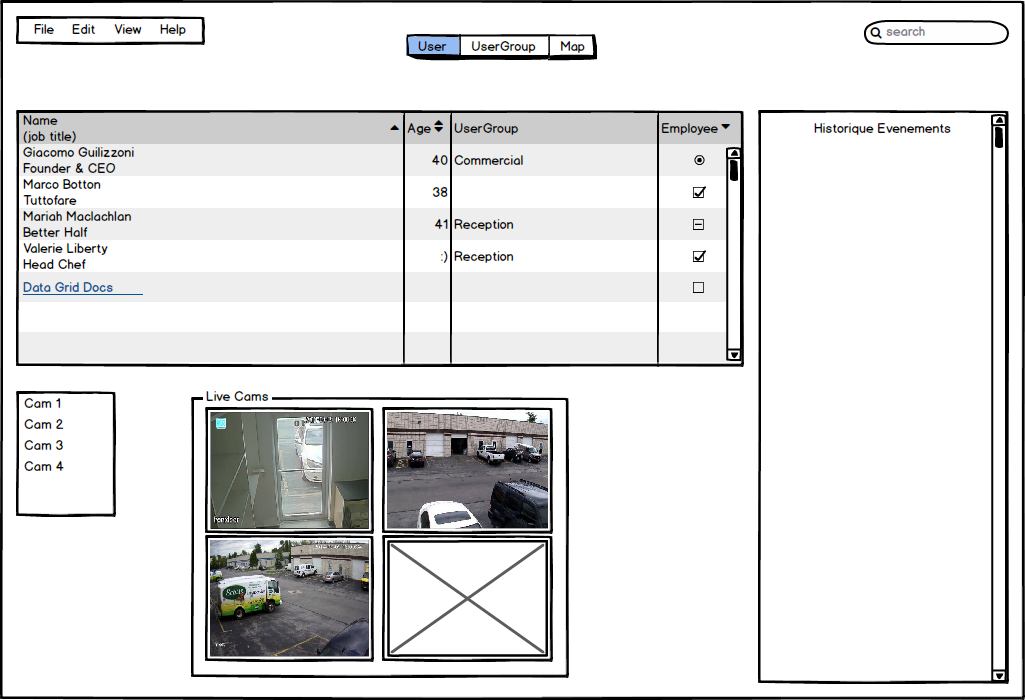 File Edit View Help
User UserGroup Map
search
Name
(job title)
Age
UserGroup
Employee
Giacomo Guilizzoni
Founder & CEO
40
Commercial
Marco Botton
Tuttofare
38
Mariah Maclachlan
Better Half
41
Reception
Valerie Liberty
Head Chef
:)
Reception
Data Grid Docs
Historique Evenements
Cam 1
Cam 2
Cam 3
Cam 4
Live Cams